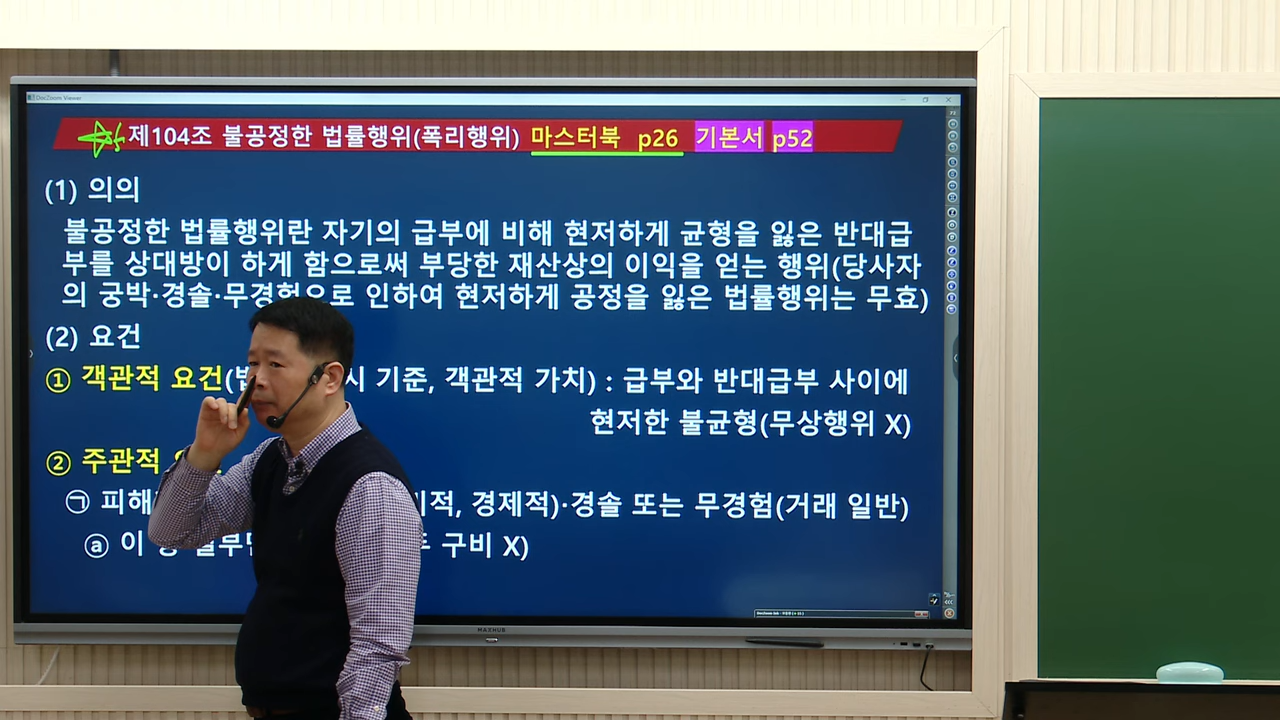 DocZoom Viewer
제104조 불공정한 법률행위(폭리행위) 마스터북 p26 기본서 p52
(1) 의의
불공정한 법률행위란 자기의 급부에 비해 현저하게 균형을 잃은 반대급
부를 상대방이 하게 함으로써 부당한 재산상의 이익을 얻는 행위(당사자
의 궁박·경솔·무경험으로 인하여 현저하게 공정을 잃은 법률행위는 무효)
(2) 요건
① 객관적 요건( 시 기준, 객관적 가치) : 급부와 반대급부 사이에
현저한 불균형(무상행위 X)
② 주관적
㉠ 피해 적, 경제적)·경솔 또는 무경험(거래 일반)
ⓐ 이 구비 X)
MAXHUB